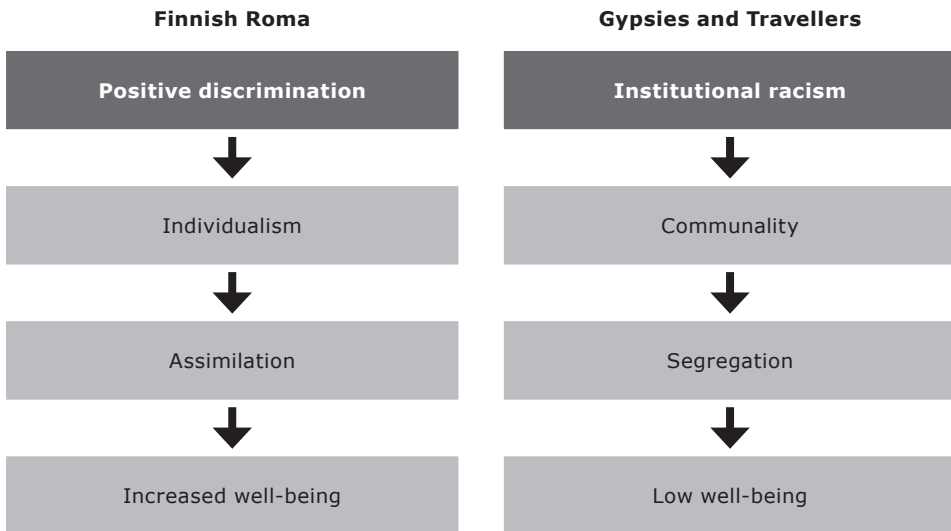 Finnish Roma
Positive discrimination
Individualism
Assimilation
Increased well-being
Gypsies and Travellers
Institutional racism
Communality
Segregation
Low well-being